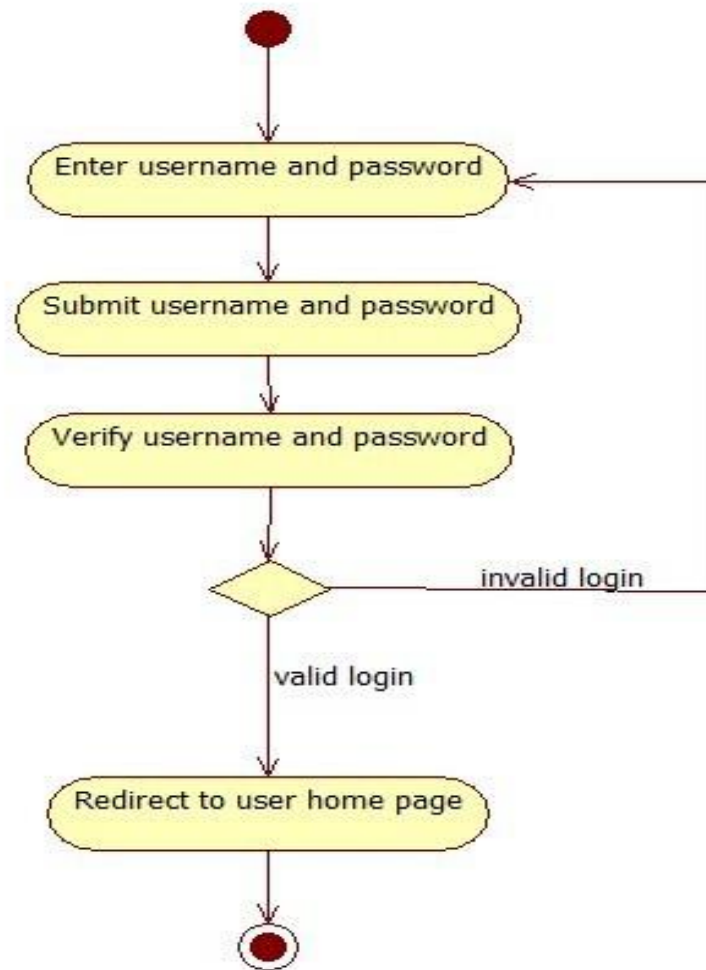 Enter username and password
Submit username and password
Verify username and password
invalid login
valid login
Redirect to user home page